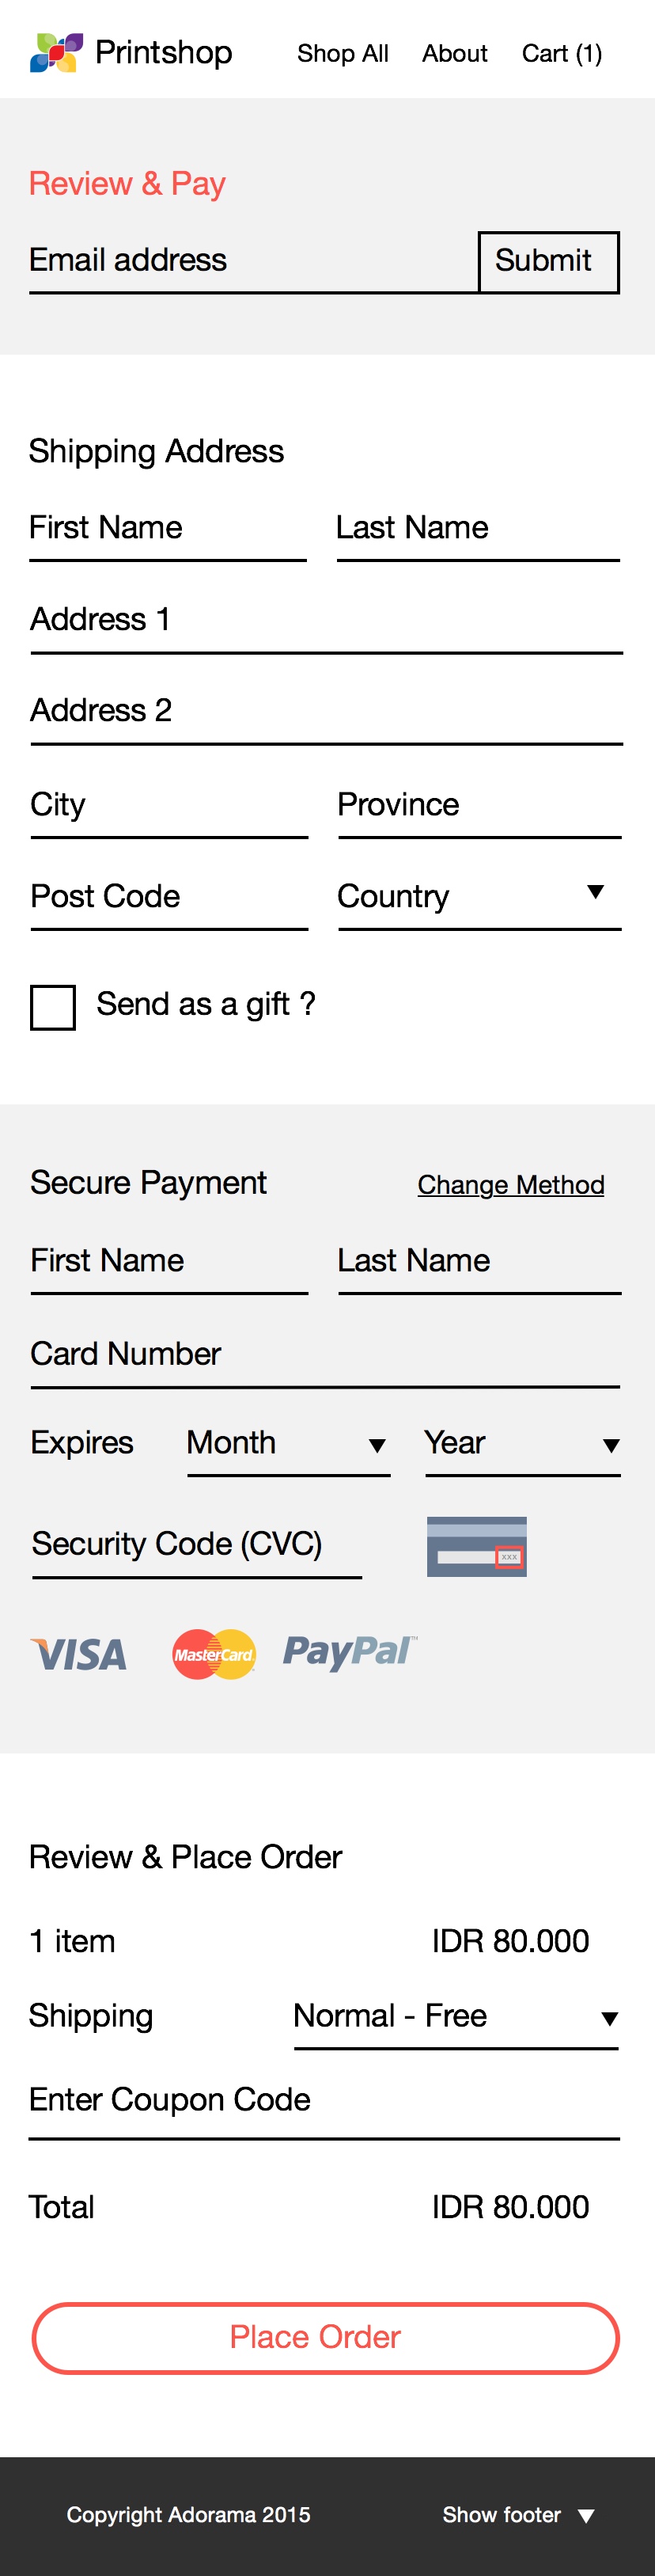 Printshop Shop All About Cart (1)
Review & Pay
Email address Submit
Shipping Address
First Name Last Name
Address 1
Address 2
City Province
Post Code Country
Send as a gift ?
Secure Payment Change Method
First Name Last Name
Card Number
Expires Month Year
Security Code (CVC) XXX
VISA MasterCard PayPal™
Review & Place Order
1 item IDR 80.000
Shipping Normal - Free
Enter Coupon Code
Total IDR 80.000
Place Order
Copyright Adorama 2015 Show footer